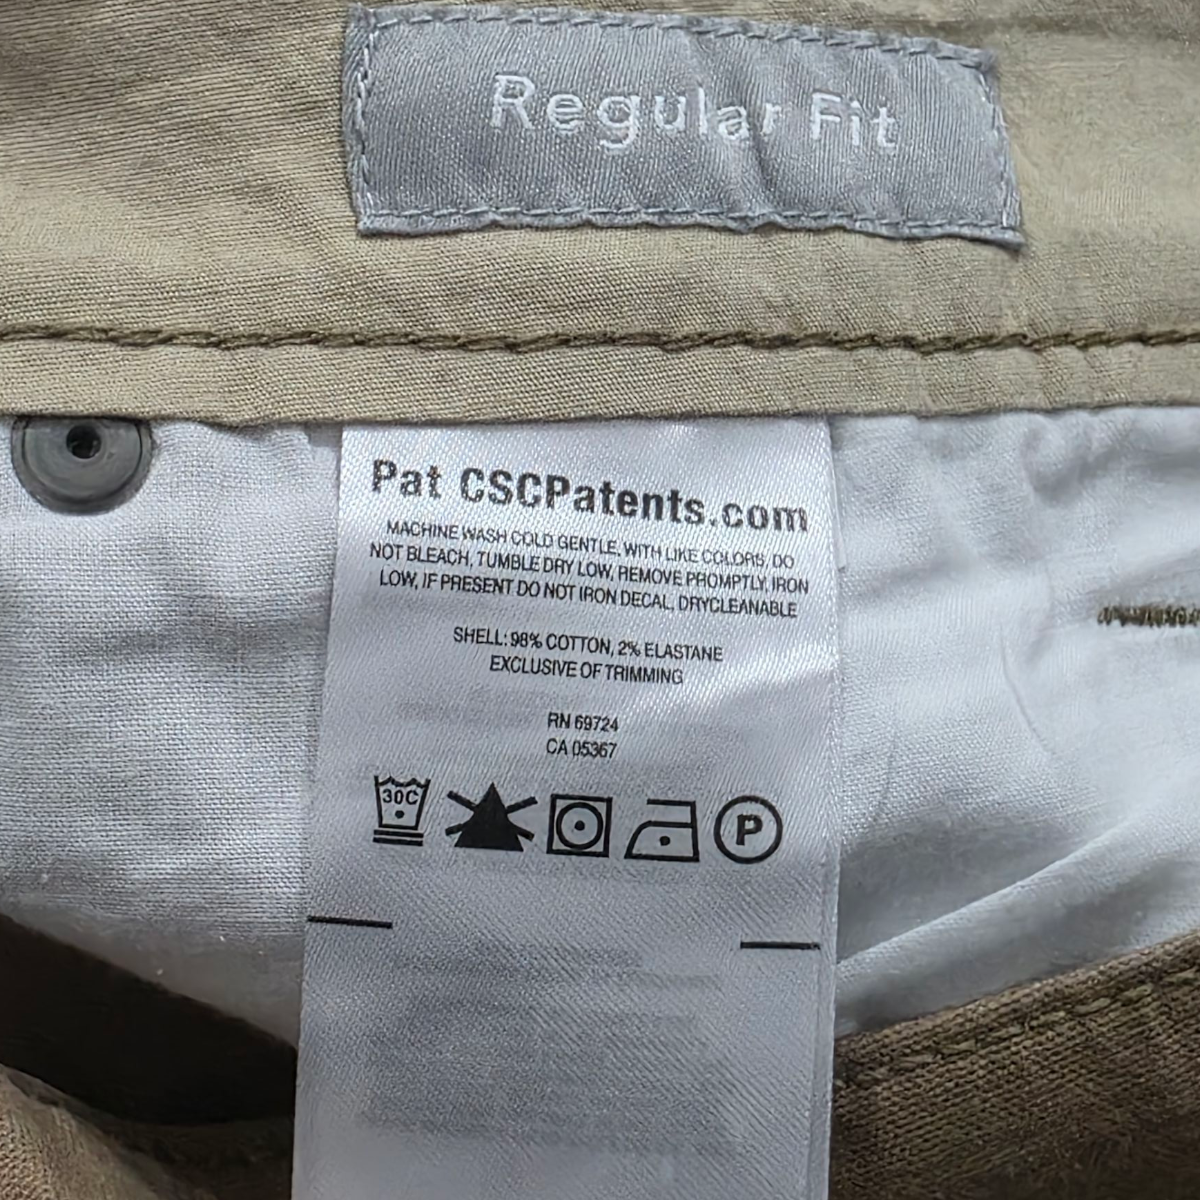 Regular Fit
Pat CSCPatents.com
MACHINE WASH COLD GENTLE, WITH LIKE COLORS, DO
NOT BLEACH, TUMBLE DRY LOW, REMOVE PROMPTLY, IRON
LOW, IF PRESENT DO NOT IRON DECAL, DRYCLEANABLE
SHELL: 98% COTTON, 2% ELASTANE
EXCLUSIVE OF TRIMMING
RN 69724
CA 05367
30C
P